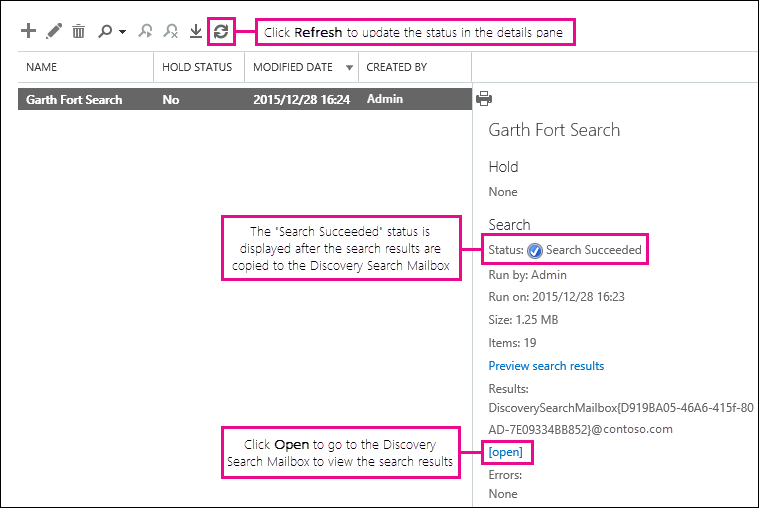 Click Refresh to update the status in the details pane
NAME HOLD STATUS MODIFIED DATE CREATED BY
Garth Fort Search No 2015/12/28 16:24 Admin
Garth Fort Search
Hold
None
Search
The "Search Succeeded" status is
displayed after the search results are
copied to the Discovery Search Mailbox
Status: Search Succeeded
Run by: Admin
Run on: 2015/12/28 16:23
Size: 1.25 MB
Items: 19
Preview search results
Results:
DiscoverySearchMailbox{D919BA05-46A6-415f-80
AD-7E09334BB852}@contoso.com
Click Open to go to the Discovery
Search Mailbox to view the search results
[open]
Errors:
None